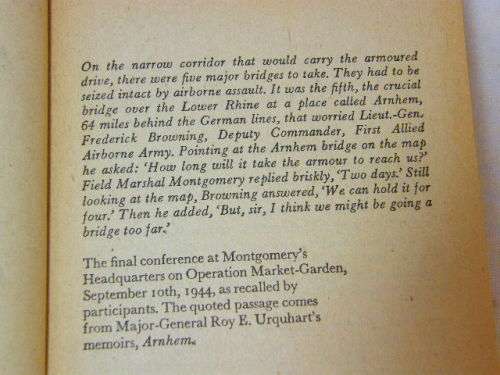 On the narrow corridor that would carry the armoured
drive, there were five major bridges to take. They had to be
seized intact by airborne assault. It was the fifth, the crucial
bridge over the Lower Rhine at a place called Arnhem,
64 miles behind the German lines, that worried Lieut.-Gen.
Frederick Browning, Deputy Commander, First Allied
Airborne Army. Pointing at the Arnhem bridge on the map
he asked: 'How long will it take the armour to reach us?'
Field Marshal Montgomery replied briskly, 'Two days.' Still
looking at the map, Browning answered, 'We can hold it for
four.' Then he added, 'But, sir, I think we might be going a
bridge too far.'
The final conference at Montgomery's
Headquarters on Operation Market-Garden,
September 10th, 1944, as recalled by
participants. The quoted passage comes
from Major-General Roy E. Urquhart's
memoirs, Arnhem.